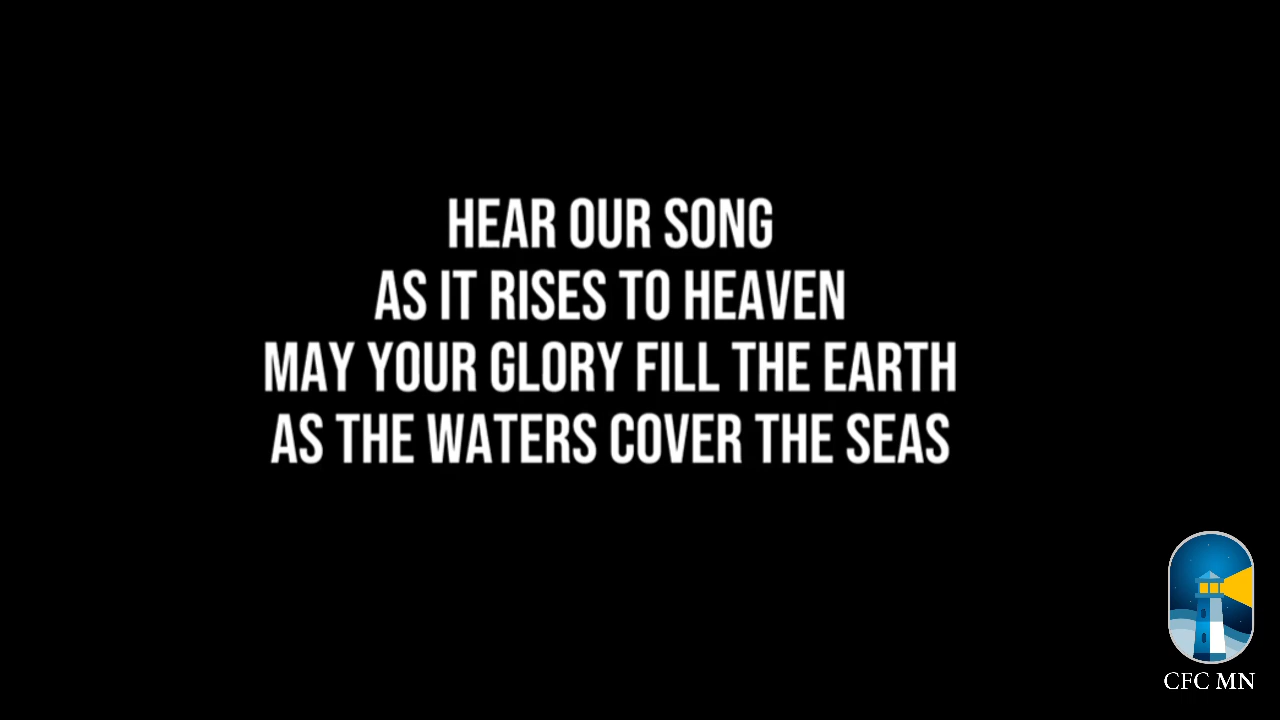 HEAR OUR SONG
AS IT RISES TO HEAVEN
MAY YOUR GLORY FILL THE EARTH
AS THE WATERS COVER THE SEAS
CFC MN